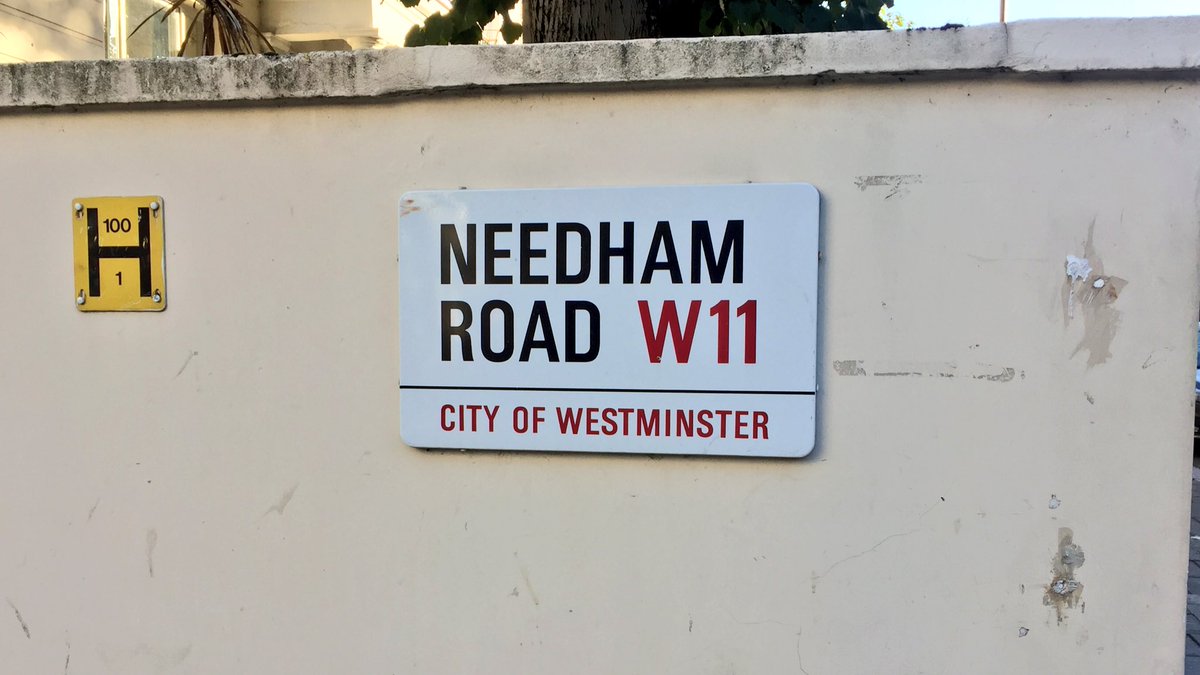 100
H
1
NEEDHAM
ROAD W11
CITY OF WESTMINSTER